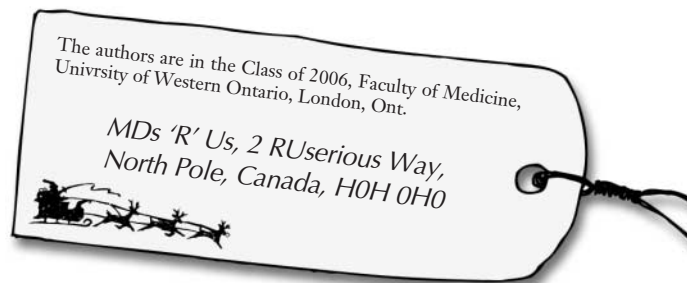 The authors are in the Class of 2006, Faculty of Medicine,
Univrsity of Western Ontario, London, Ont.
MDs ‘R’ Us, 2 RUserious Way,
North Pole, Canada, H0H 0H0